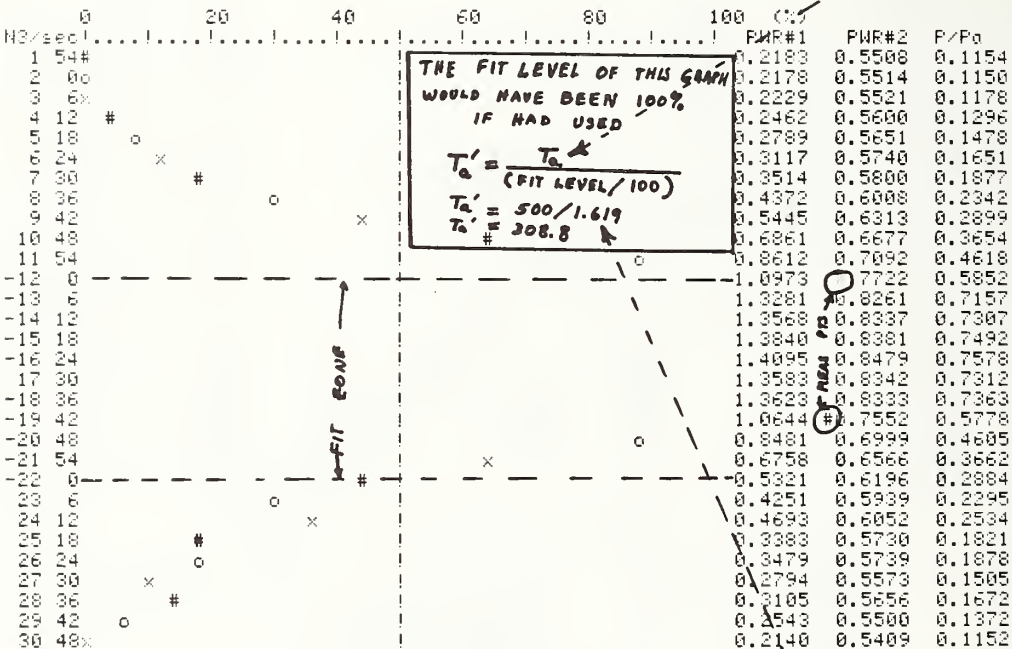 0 20 40 60 80 100 (%)
N3/sec PWR#1 PWR#2 P/Pa
1 54# 0.2183 0.5508 0.1154
2 0o 0.2178 0.5514 0.1150
3 6x 0.2229 0.5521 0.1178
4 12 # 0.2462 0.5600 0.1296
5 18 o 0.2789 0.5651 0.1478
6 24 x 0.3117 0.5740 0.1651
7 30 # 0.3514 0.5800 0.1877
8 36 o 0.4372 0.6008 0.2342
9 42 x 0.5445 0.6313 0.2899
10 48 # 0.6861 0.6677 0.3654
11 54 o 0.8612 0.7092 0.4618
-12 0 1.0973 .7722 0.5852
-13 6 1.3281 0.8261 0.7157
-14 12 1.3568 0.8337 0.7307
-15 18 1.3840 0.8381 0.7492
-16 24 1.4095 0.8479 0.7578
17 30 1.3583 0.8342 0.7312
-18 36 1.3623 0.8333 0.7363
-19 42 1.0644 # 0.7552 0.5778
-20 48 o 0.8481 0.6999 0.4605
-21 54 x 0.6758 0.6566 0.3662
-22 0 # 0.5321 0.6196 0.2884
23 6 o 0.4251 0.5939 0.2295
24 12 x 0.4693 0.6052 0.2534
25 18 # 0.3383 0.5730 0.1821
26 24 o 0.3479 0.5739 0.1878
27 30 x 0.2794 0.5573 0.1505
28 36 # 0.3105 0.5656 0.1672
29 42 o 0.2543 0.5500 0.1372
30 48x 0.2140 0.5409 0.1152
THE FIT LEVEL OF THIS GRAPH
WOULD HAVE BEEN 100%
IF HAD USED
Ta' = Ta / (FIT LEVEL/100)
Ta' = 500/1.619
Ta' = 308.8
FIT ZONE
MEAS PTS